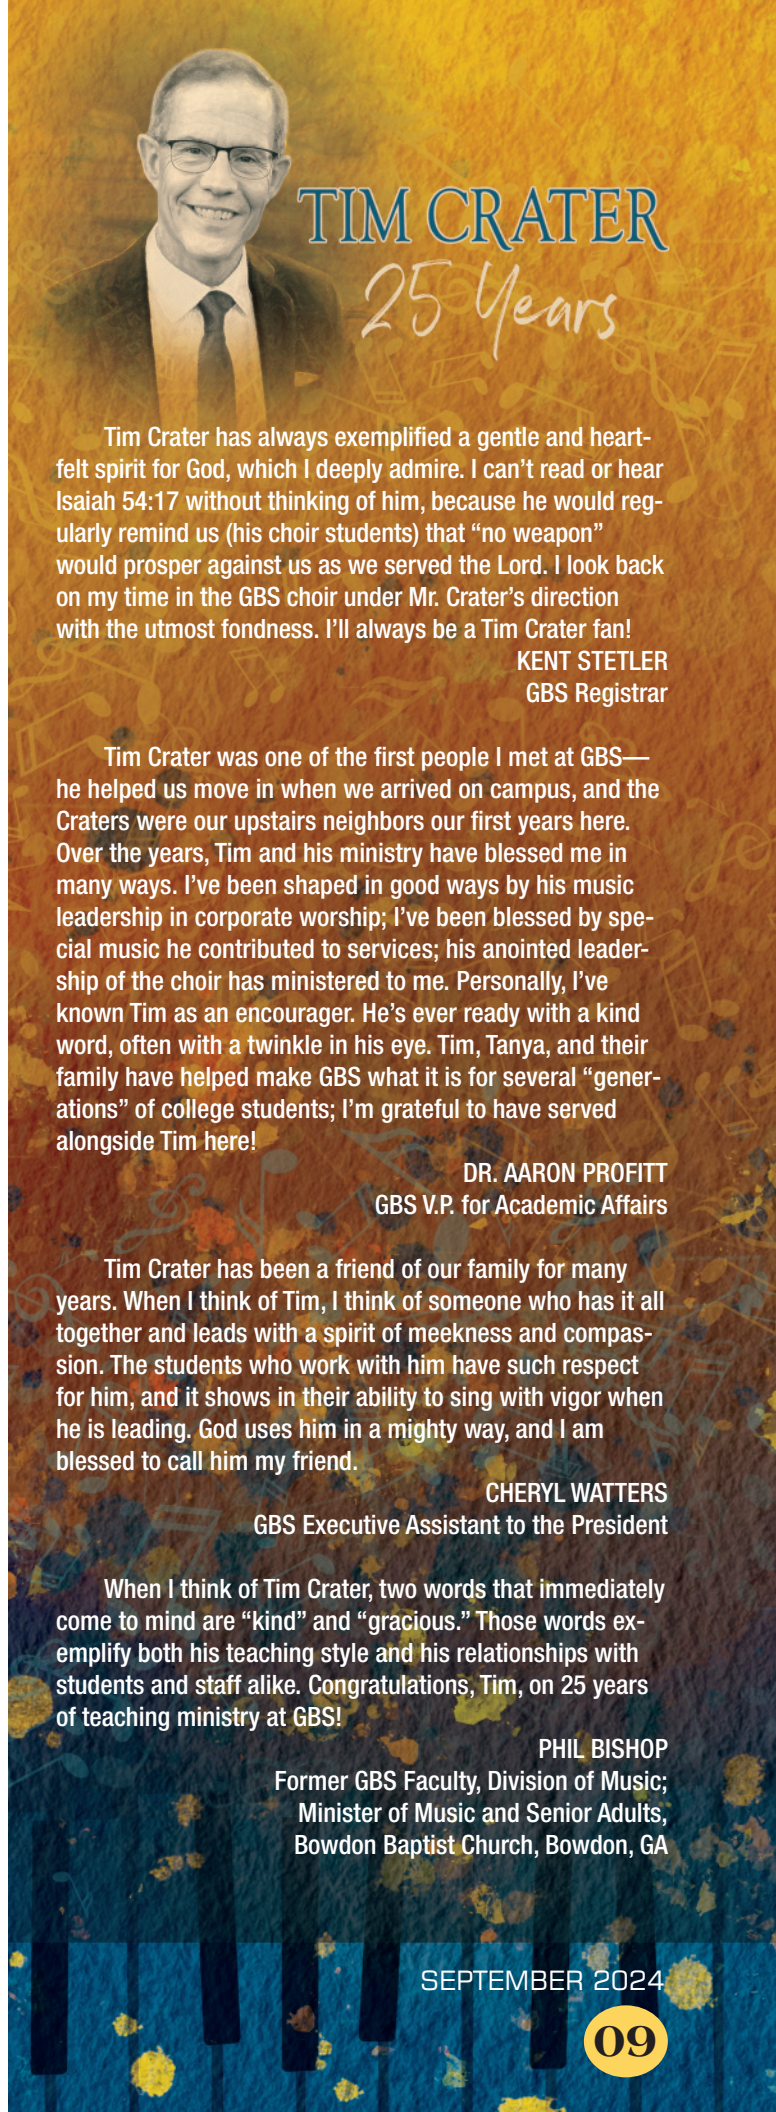 TIM CRATER
25 Years
Tim Crater has always exemplified a gentle and heart-
felt spirit for God, which I deeply admire. I can’t read or hear
Isaiah 54:17 without thinking of him, because he would reg-
ularly remind us (his choir students) that “no weapon”
would prosper against us as we served the Lord. I look back
on my time in the GBS choir under Mr. Crater’s direction
with the utmost fondness. I’ll always be a Tim Crater fan!
KENT STETLER
GBS Registrar
Tim Crater was one of the first people I met at GBS—
he helped us move in when we arrived on campus, and the
Craters were our upstairs neighbors our first years here.
Over the years, Tim and his ministry have blessed me in
many ways. I’ve been shaped in good ways by his music
leadership in corporate worship; I’ve been blessed by spe-
cial music he contributed to services; his anointed leader-
ship of the choir has ministered to me. Personally, I’ve
known Tim as an encourager. He’s ever ready with a kind
word, often with a twinkle in his eye. Tim, Tanya, and their
family have helped make GBS what it is for several “gener-
ations” of college students; I’m grateful to have served
alongside Tim here!
DR. AARON PROFITT
GBS V.P. for Academic Affairs
Tim Crater has been a friend of our family for many
years. When I think of Tim, I think of someone who has it all
together and leads with a spirit of meekness and compas-
sion. The students who work with him have such respect
for him, and it shows in their ability to sing with vigor when
he is leading. God uses him in a mighty way, and I am
blessed to call him my friend.
CHERYL WATTERS
GBS Executive Assistant to the President
When I think of Tim Crater, two words that immediately
come to mind are “kind” and “gracious.” Those words ex-
emplify both his teaching style and his relationships with
students and staff alike. Congratulations, Tim, on 25 years
of teaching ministry at GBS!
PHIL BISHOP
Former GBS Faculty, Division of Music;
Minister of Music and Senior Adults,
Bowdon Baptist Church, Bowdon, GA
SEPTEMBER 2024
09